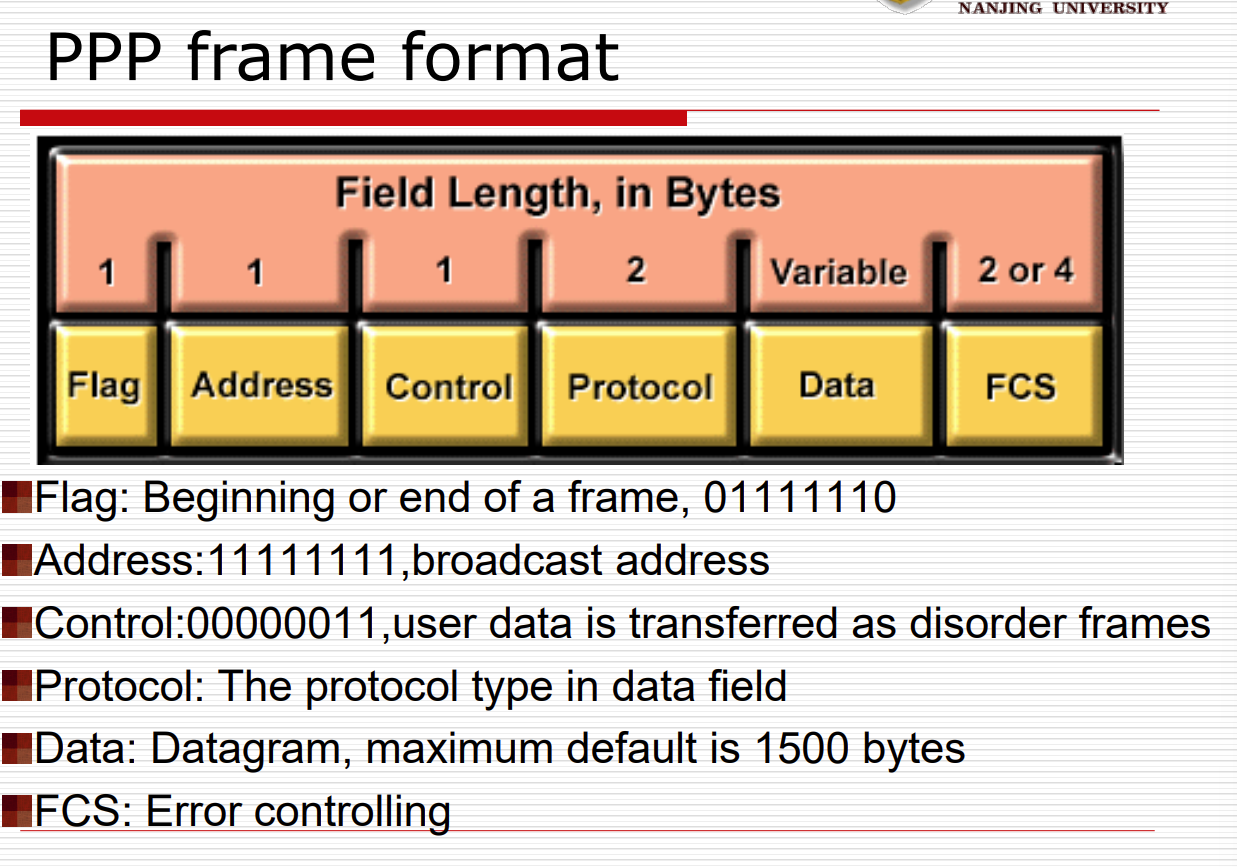 NANJING UNIVERSITY
PPP frame format
Field Length, in Bytes
1 1 1 2 Variable 2 or 4
Flag Address Control Protocol Data FCS
Flag: Beginning or end of a frame, 01111110
Address:11111111,broadcast address
Control:00000011,user data is transferred as disorder frames
Protocol: The protocol type in data field
Data: Datagram, maximum default is 1500 bytes
FCS: Error controlling